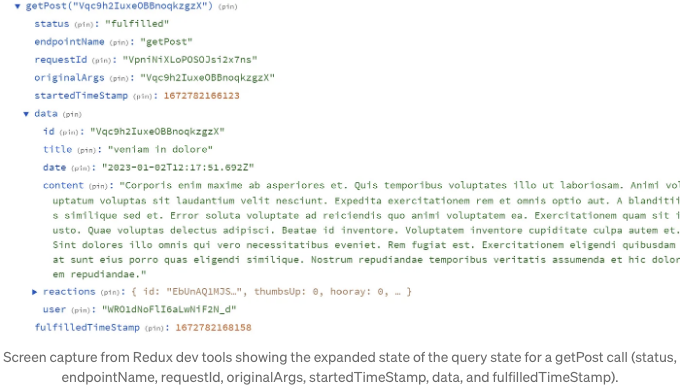 ▼ getPost("Vqc9h2IuxeOBBnoqkzgzX") (pin)
status (pin): "fulfilled"
endpointName (pin): "getPost"
requestId (pin): "VpniNiXLoPOSOJsi2x7ns"
originalArgs (pin): "Vqc9h2IuxeOBBnoqkzgzX"
startedTimeStamp (pin): 1672782166123
▼ data (pin)
id (pin): "Vqc9h2IuxeOBBnoqkzgzX"
title (pin): "veniam in dolore"
date (pin): "2023-01-02T12:17:51.692Z"
content (pin): "Corporis enim maxime ab asperiores et. Quis temporibus voluptates illo ut laboriosam. Animi vol
uptatum voluptas sit laudantium velit nesciunt. Expedita exercitationem rem et omnis optio aut. A blanditii
s similique sed et. Error soluta voluptate ad reiciendis quo animi voluptatem ea. Exercitationem quam sit i
usto. Quae voluptas delectus adipisci. Beatae id inventore. Voluptatem inventore cupiditate culpa autem et.
Sint dolores illo omnis qui vero necessitatibus eveniet. Rem fugiat est. Exercitationem eligendi quibusdam
at sunt eius porro quas eligendi similique. Nostrum repudiandae temporibus veritatis assumenda et hic dolor
em repudiandae."
▶ reactions (pin): { id: "EbUnAQ1MJS…", thumbsUp: 0, hooray: 0, … }
user (pin): "WRO1dNoFlI6aLwNiF2N_d"
fulfilledTimeStamp (pin): 1672782168158
Screen capture from Redux dev tools showing the expanded state of the query state for a getPost call (status,
endpointName, requestId, originalArgs, startedTimeStamp, data, and fulfilledTimeStamp).